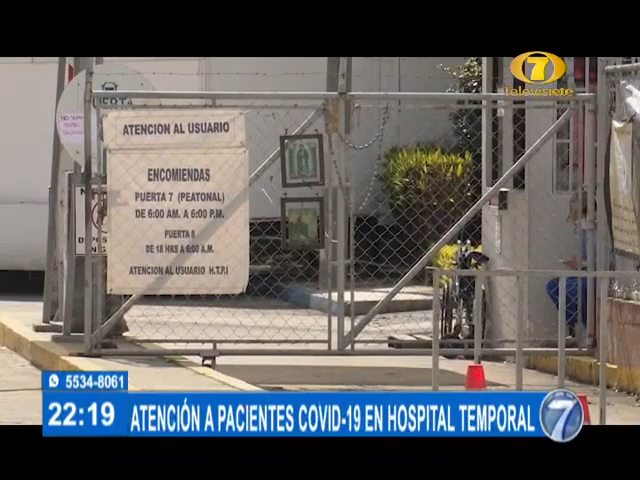 7
Televisiete
ATENCION AL USUARIO
ENCOMIENDAS
PUERTA 7 (PEATONAL)
DE 6:00 AM. A 6:00 P.M.
PUERTA 8
DE 18 HRS A 6:00 A.M.
ATENCION AL USUARIO H.T.P.I
5534-8061
22:19 ATENCIÓN A PACIENTES COVID-19 EN HOSPITAL TEMPORAL 7